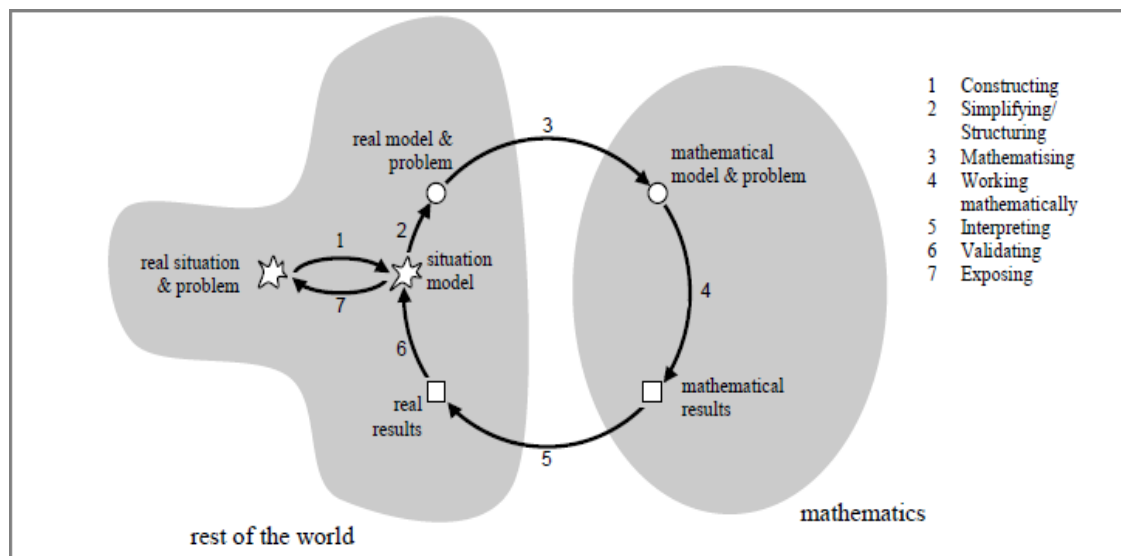 real model &
problem
3
mathematical
model & problem
1
2
real situation
& problem
situation
model
7
4
6
real
results
mathematical
results
5
rest of the world
mathematics
1 Constructing
2 Simplifying/
Structuring
3 Mathematising
4 Working
mathematically
5 Interpreting
6 Validating
7 Exposing